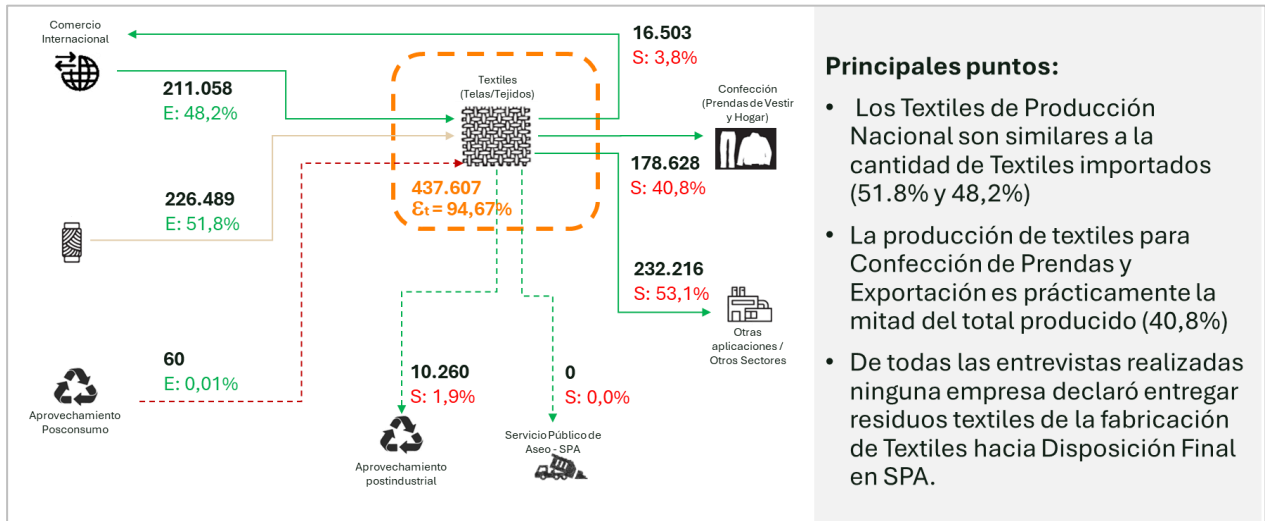 Comercio
Internacional
211.058
E: 48,2%
226.489
E: 51,8%
60
E: 0,01%
Aprovechamiento
Posconsumo
Textiles
(Telas/Tejidos)
437.607
Ɛt = 94,67%
16.503
S: 3,8%
Confección
(Prendas de Vestir
y Hogar)
178.628
S: 40,8%
232.216
S: 53,1%
Otras
aplicaciones /
Otros Sectores
10.260
S: 1,9%
Aprovechamiento
postindustrial
0
S: 0,0%
Servicio Público de
Aseo - SPA
Principales puntos:
• Los Textiles de Producción
Nacional son similares a la
cantidad de Textiles importados
(51.8% y 48,2%)
• La producción de textiles para
Confección de Prendas y
Exportación es prácticamente la
mitad del total producido (40,8%)
• De todas las entrevistas realizadas
ninguna empresa declaró entregar
residuos textiles de la fabricación
de Textiles hacia Disposición Final
en SPA.